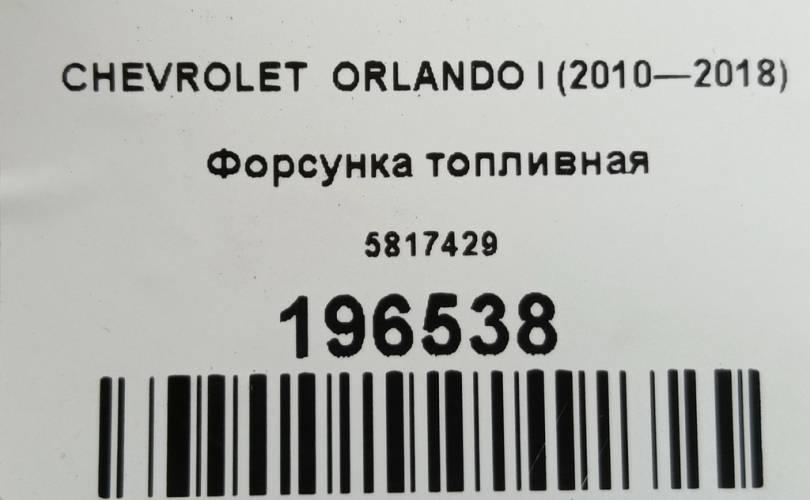 CHEVROLET ORLANDO I (2010—2018)
Форсунка топливная
5817429
196538